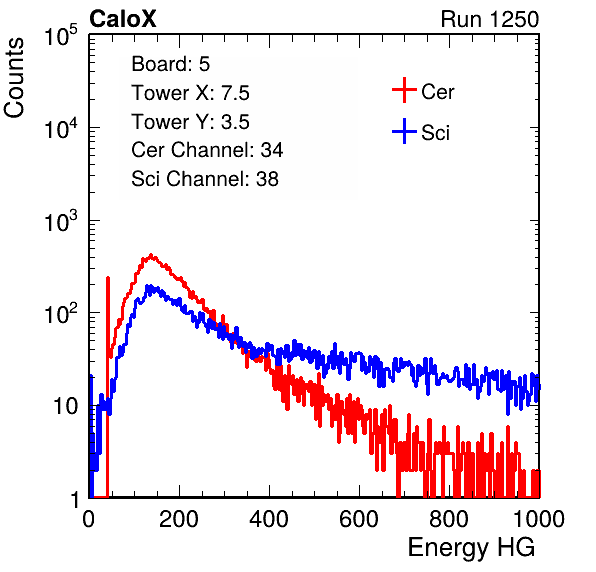 CaloX Run 1250
Counts
Board: 5
Tower X: 7.5
Tower Y: 3.5
Cer Channel: 34
Sci Channel: 38
Cer
Sci
10^5
10^4
10^3
10^2
10
1
0 200 400 600 800 1000
Energy HG